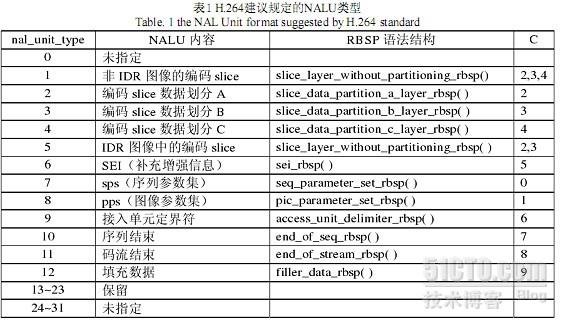 表1 H.264建议规定的NALU类型
Table. 1 the NAL Unit format suggested by H.264 standard
nal_unit_type NALU 内容 RBSP 语法结构 C
0 未指定
1 非 IDR 图像的编码 slice slice_layer_without_partitioning_rbsp() 2,3,4
2 编码 slice 数据划分 A slice_data_partition_a_layer_rbsp( ) 2
3 编码 slice 数据划分 B slice_data_partition_b_layer_rbsp( ) 3
4 编码 slice 数据划分 C slice_data_partition_c_layer_rbsp( ) 4
5 IDR 图像中的编码 slice slice_layer_without_partitioning_rbsp( ) 2,3
6 SEI（补充增强信息） sei_rbsp( ) 5
7 sps（序列参数集） seq_parameter_set_rbsp( ) 0
8 pps（图像参数集） pic_parameter_set_rbsp( ) 1
9 接入单元定界符 access_unit_delimiter_rbsp( ) 6
10 序列结束 end_of_seq_rbsp( ) 7
11 码流结束 end_of_stream_rbsp( ) 8
12 填充数据 filler_data_rbsp( ) 9
13~23 保留
24~31 未指定
51CTO.com
技术博客 Blog